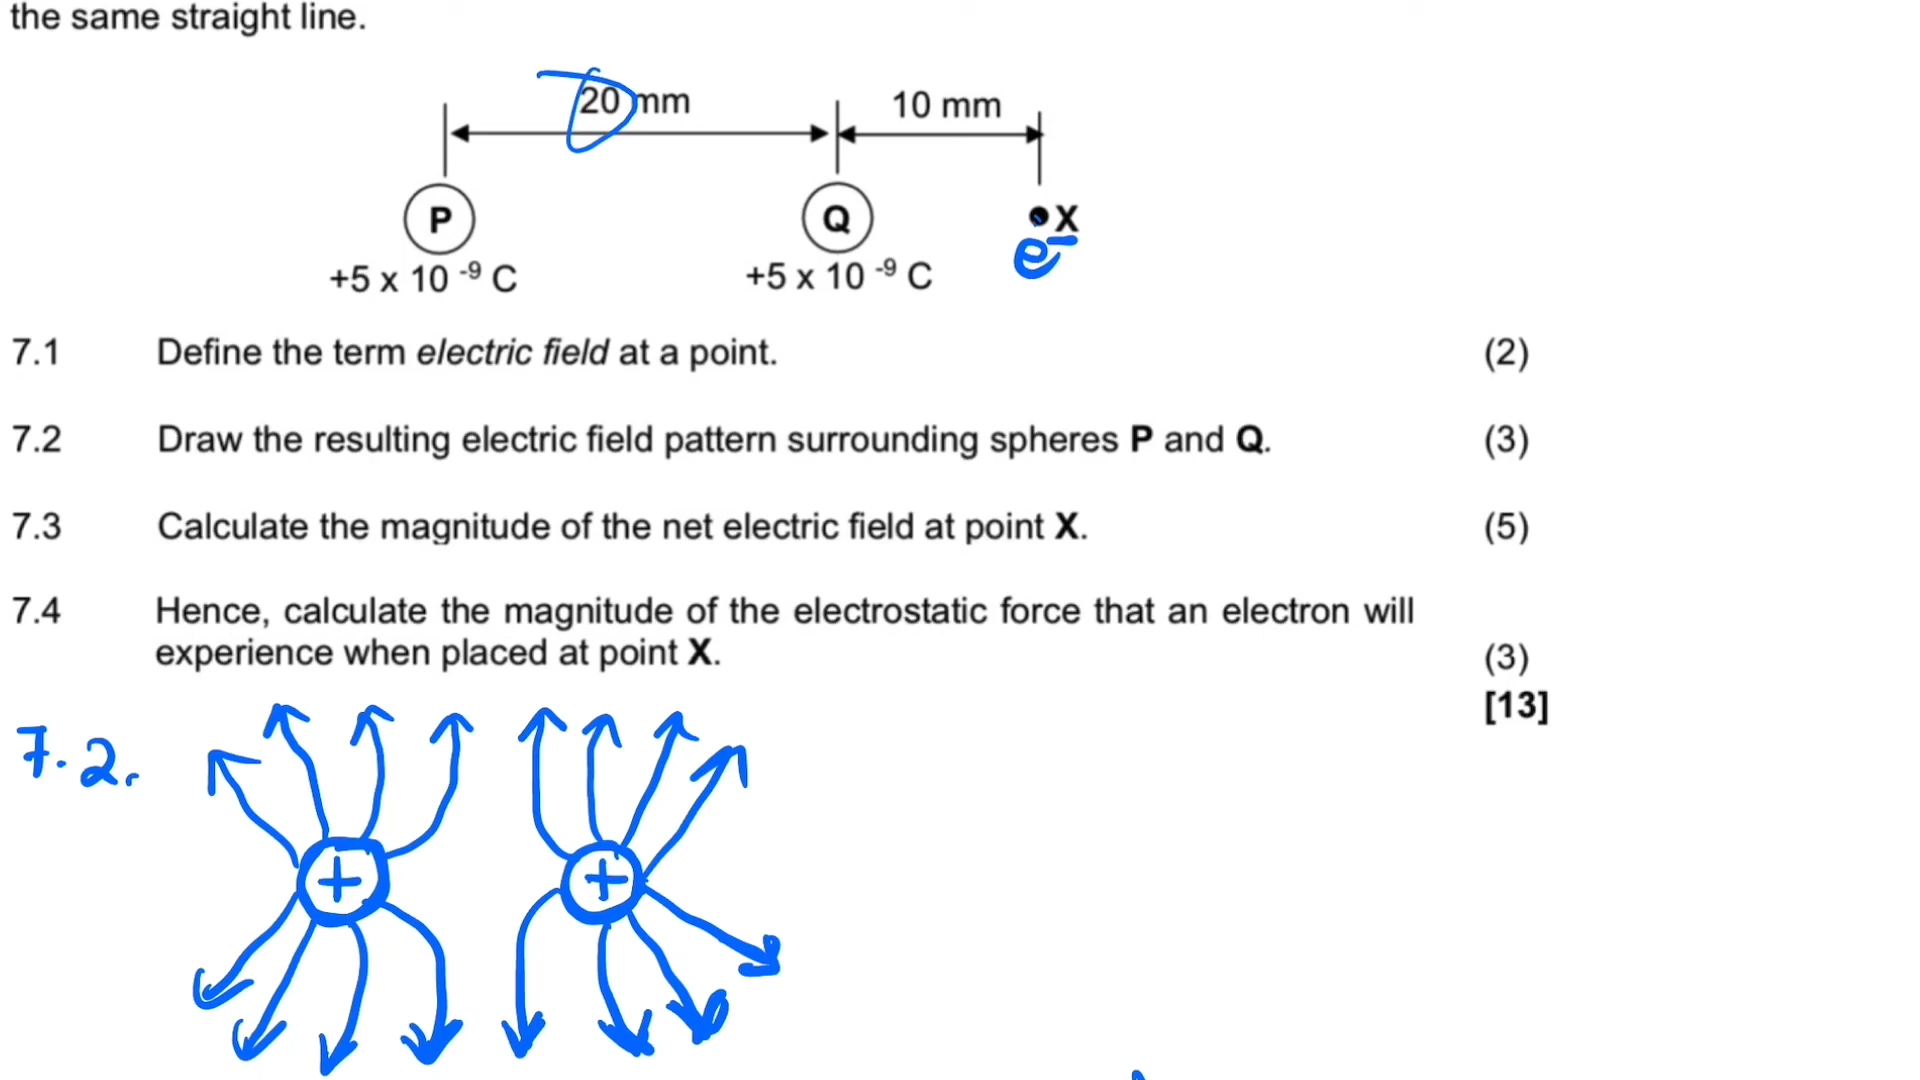 the same straight line.
20 mm
10 mm
P
Q
X
e-
+5 x 10 -9 C
+5 x 10 -9 C
7.1 Define the term electric field at a point. (2)
7.2 Draw the resulting electric field pattern surrounding spheres P and Q. (3)
7.3 Calculate the magnitude of the net electric field at point X. (5)
7.4 Hence, calculate the magnitude of the electrostatic force that an electron will
experience when placed at point X. (3)
[13]
7.2.
+ +